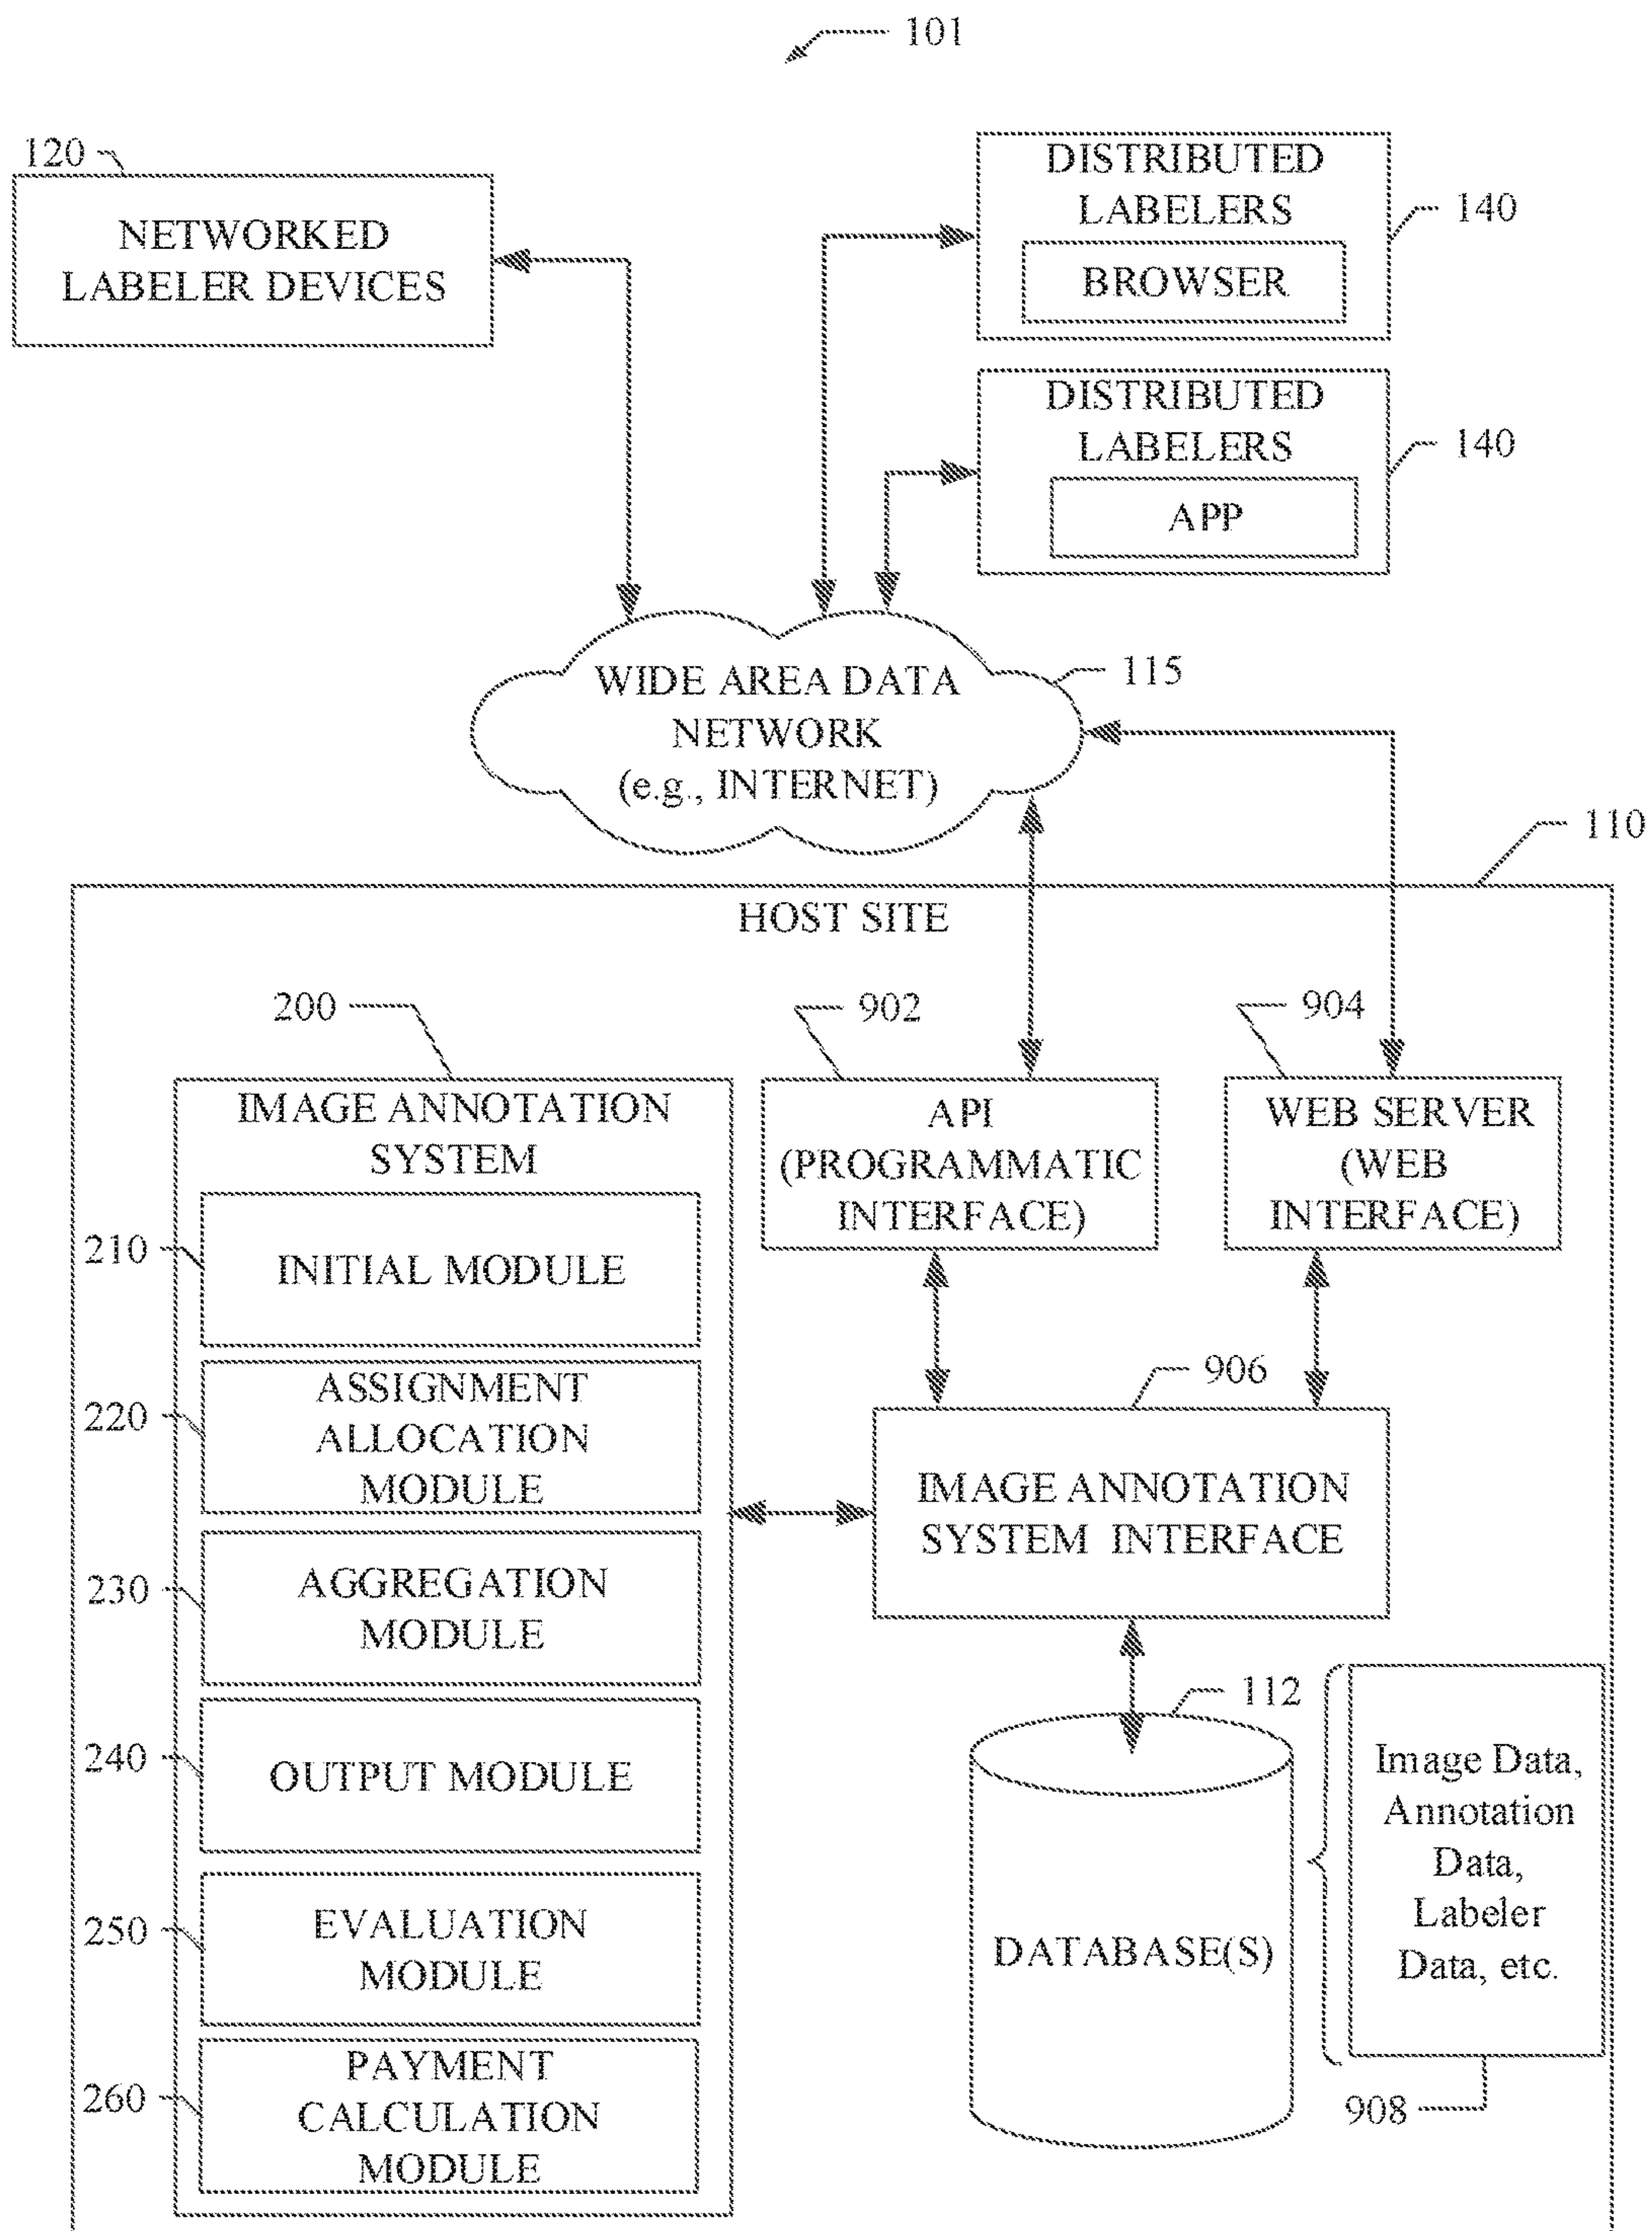 101
120
NETWORKED
LABELER DEVICES
DISTRIBUTED
LABELERS
BROWSER
140
DISTRIBUTED
LABELERS
APP
140
WIDE AREA DATA
NETWORK
(e.g., INTERNET)
115
110
HOST SITE
200
IMAGE ANNOTATION
SYSTEM
210
INITIAL MODULE
220
ASSIGNMENT
ALLOCATION
MODULE
230
AGGREGATION
MODULE
240
OUTPUT MODULE
250
EVALUATION
MODULE
260
PAYMENT
CALCULATION
MODULE
902
API
(PROGRAMMATIC
INTERFACE)
904
WEB SERVER
(WEB
INTERFACE)
906
IMAGE ANNOTATION
SYSTEM INTERFACE
112
DATABASE(S)
Image Data,
Annotation
Data,
Labeler
Data, etc.
908